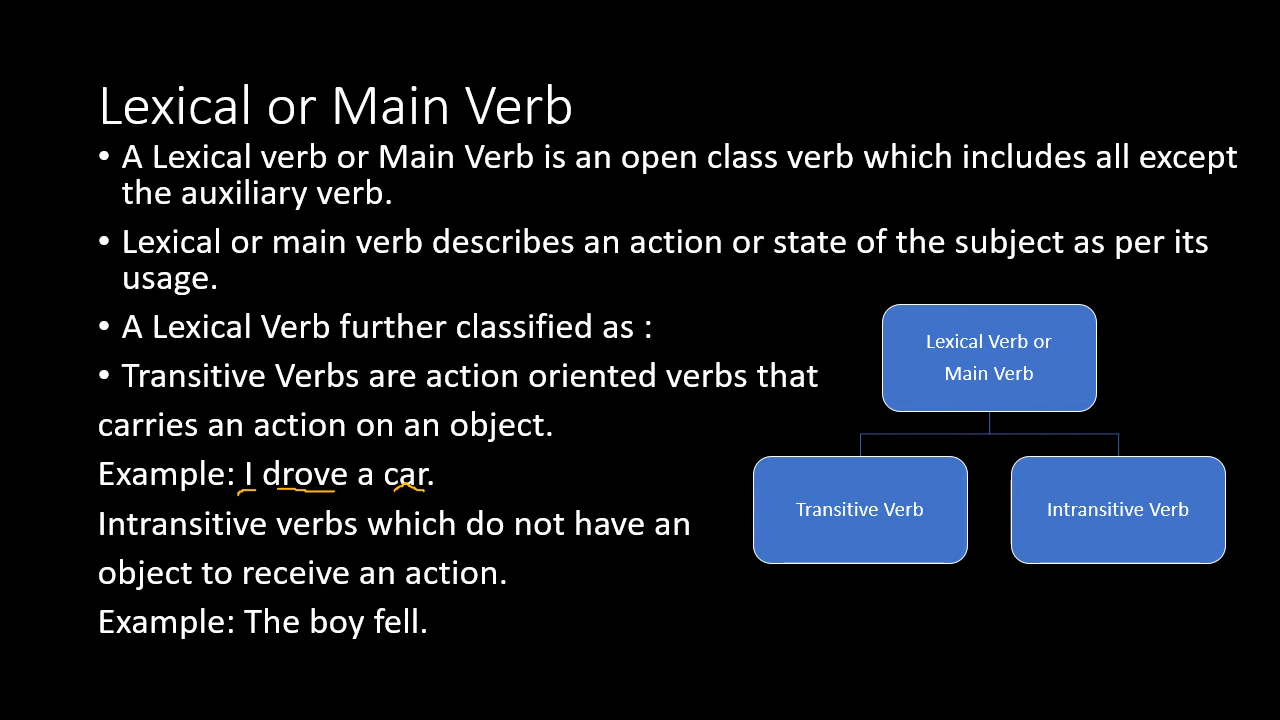 Lexical or Main Verb
• A Lexical verb or Main Verb is an open class verb which includes all except
the auxiliary verb.
• Lexical or main verb describes an action or state of the subject as per its
usage.
• A Lexical Verb further classified as :
• Transitive Verbs are action oriented verbs that
carries an action on an object.
Example: I drove a car.
Intransitive verbs which do not have an
object to receive an action.
Example: The boy fell.
Lexical Verb or
Main Verb
Transitive Verb
Intransitive Verb